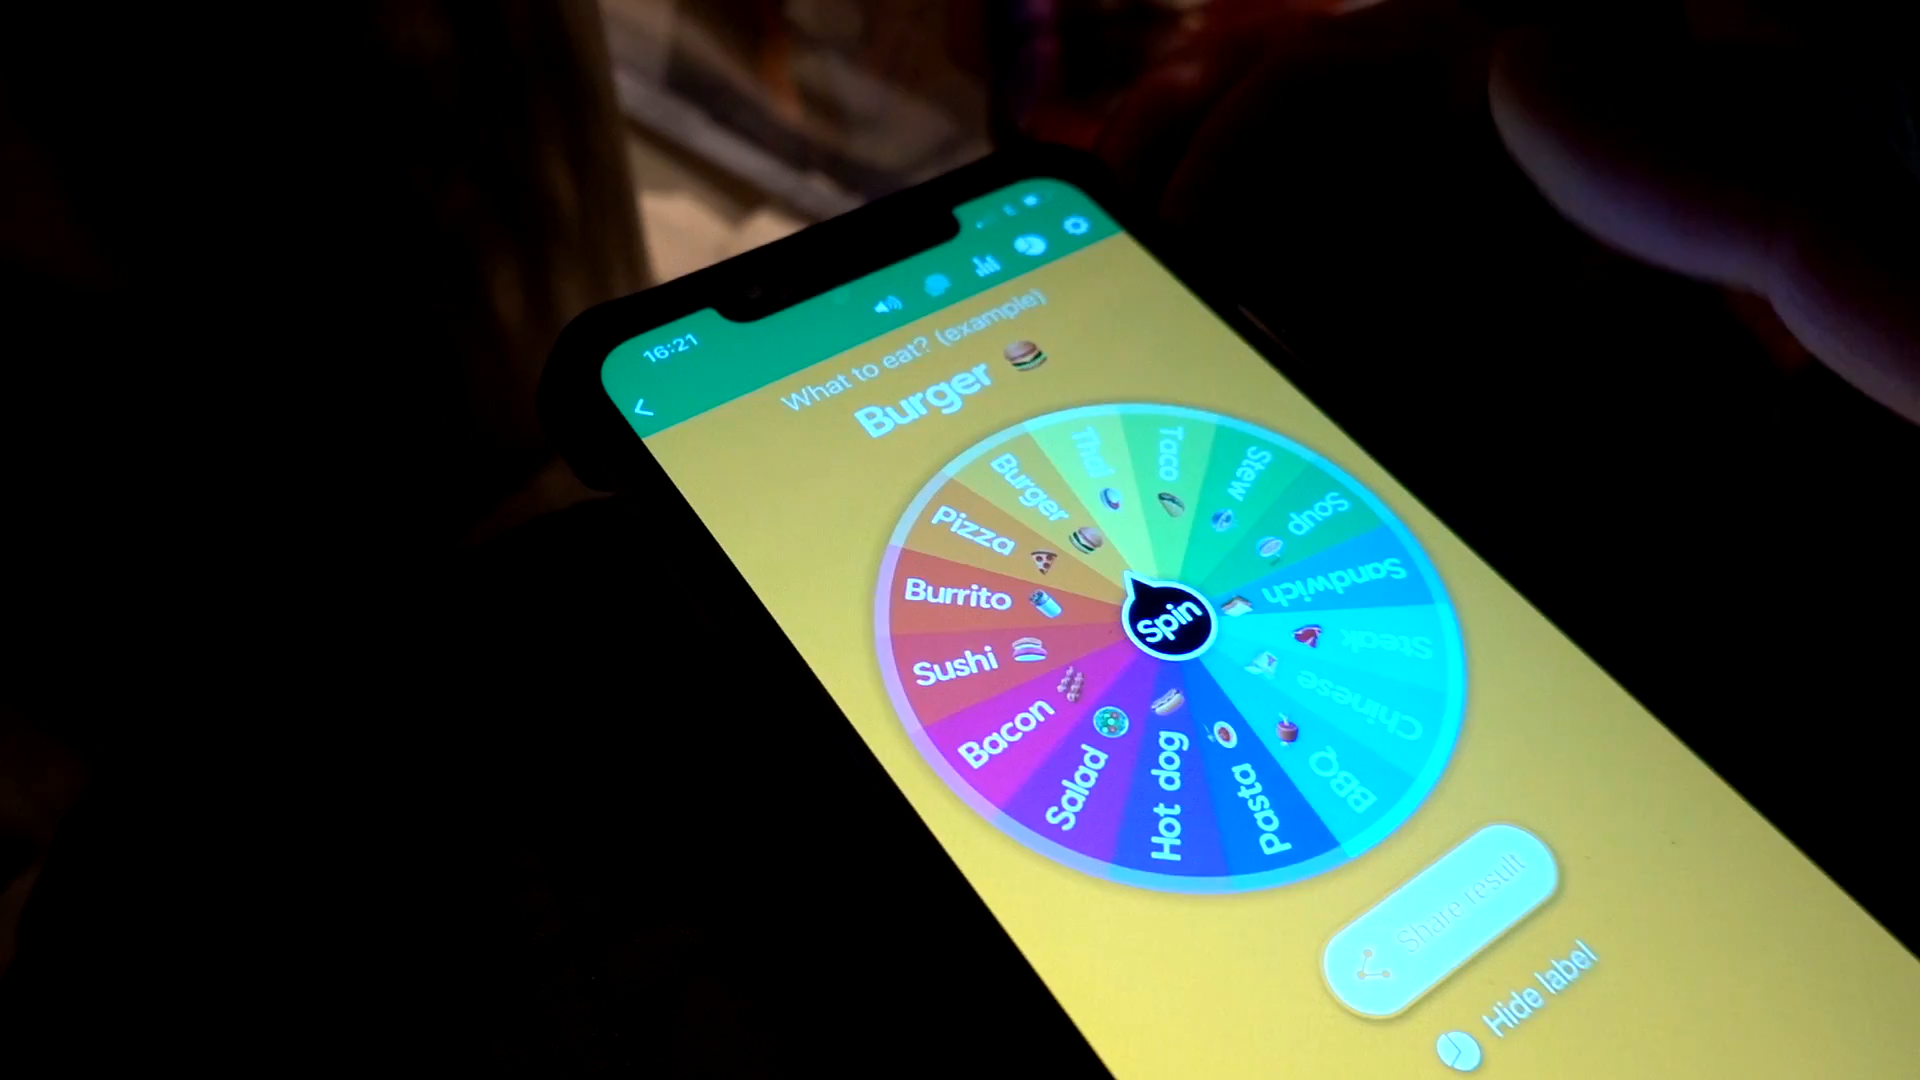 16:21
What to eat? (example)
Burger
Thai
Taco
Stew
Soup
Sandwich
Steak
Chinese
BBQ
Pasta
Hot dog
Salad
Bacon
Sushi
Burrito
Pizza
Burger
Spin
Share result
Hide label